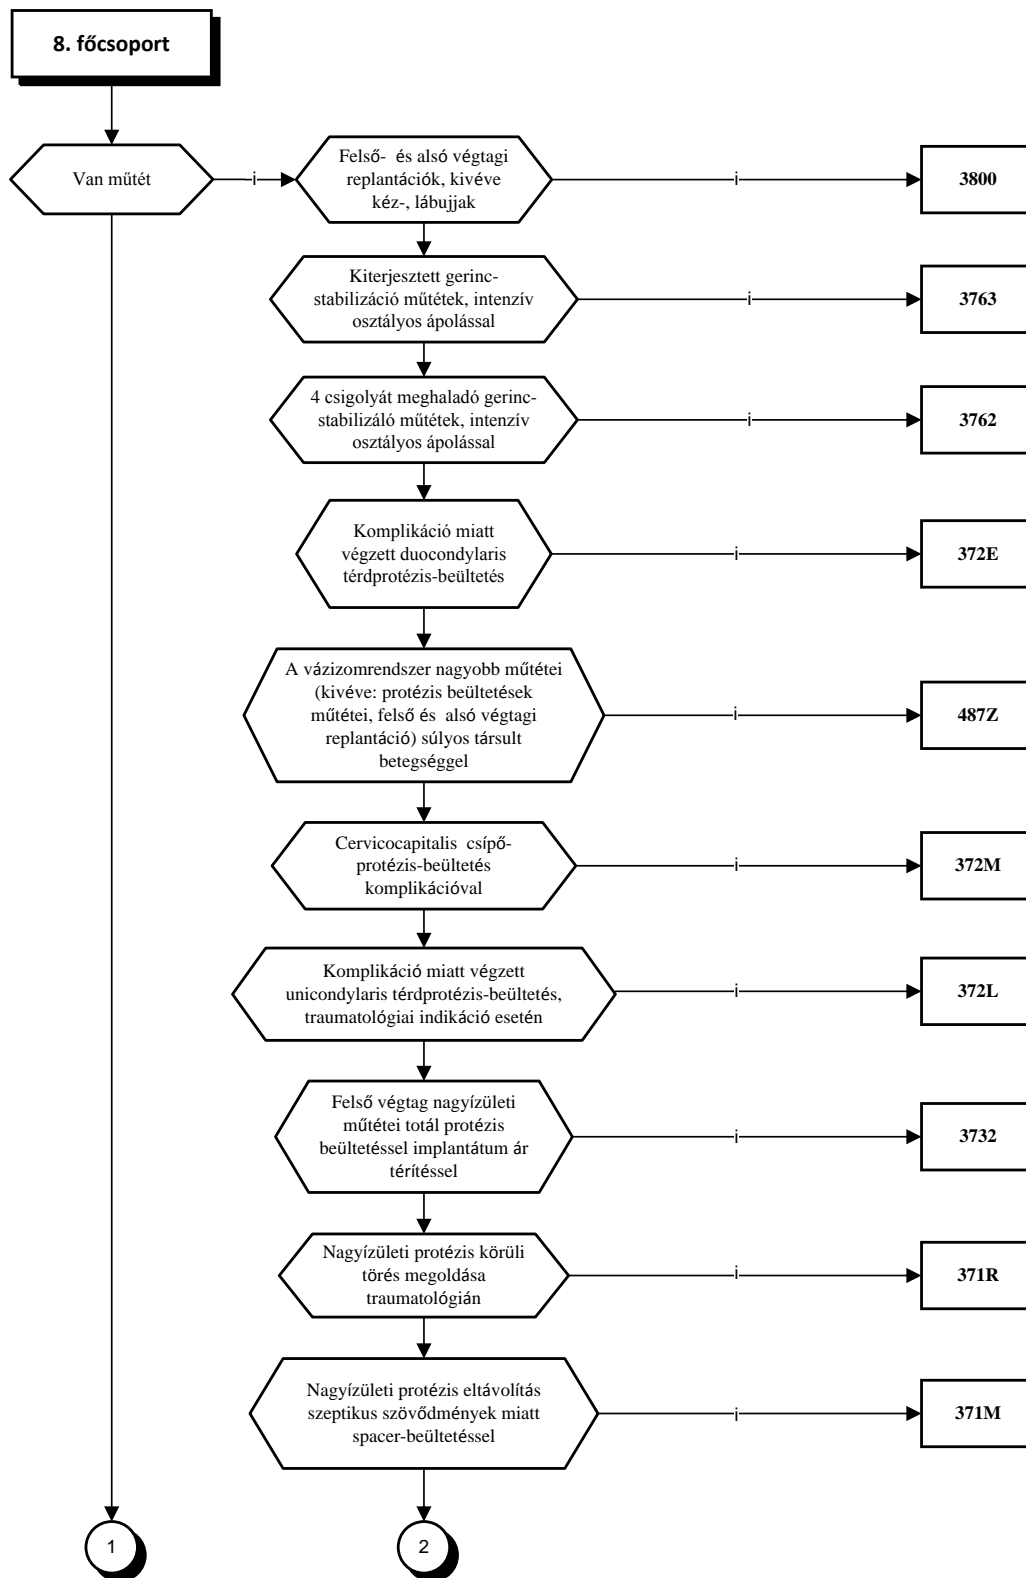 8. főcsoport
Van műtét
i
Felső- és alsó végtagi
replantációk, kivéve
kéz-, lábujjak
i
3800
Kiterjesztett gerinc-
stabilizáció műtétek, intenzív
osztályos ápolással
i
3763
4 csigolyát meghaladó gerinc-
stabilizáló műtétek, intenzív
osztályos ápolással
i
3762
Komplikáció miatt
végzett duocondylaris
térdprotézis-beültetés
i
372E
A vázizomrendszer nagyobb műtétei
(kivéve: protézis beültetések
műtétei, felső és  alsó végtagi
replantáció) súlyos társult
betegséggel
i
487Z
Cervicocapitalis  csípő-
protézis-beültetés
komplikációval
i
372M
Komplikáció miatt végzett
unicondylaris térdprotézis-beültetés,
traumatológiai indikáció esetén
i
372L
Felső végtag nagyízületi
műtétei totál protézis
beültetéssel implantátum ár
térítéssel
i
3732
Nagyízületi protézis körüli
törés megoldása
traumatológián
i
371R
Nagyízületi protézis eltávolítás
szeptikus szövődmények miatt
spacer-beültetéssel
i
371M
1
2